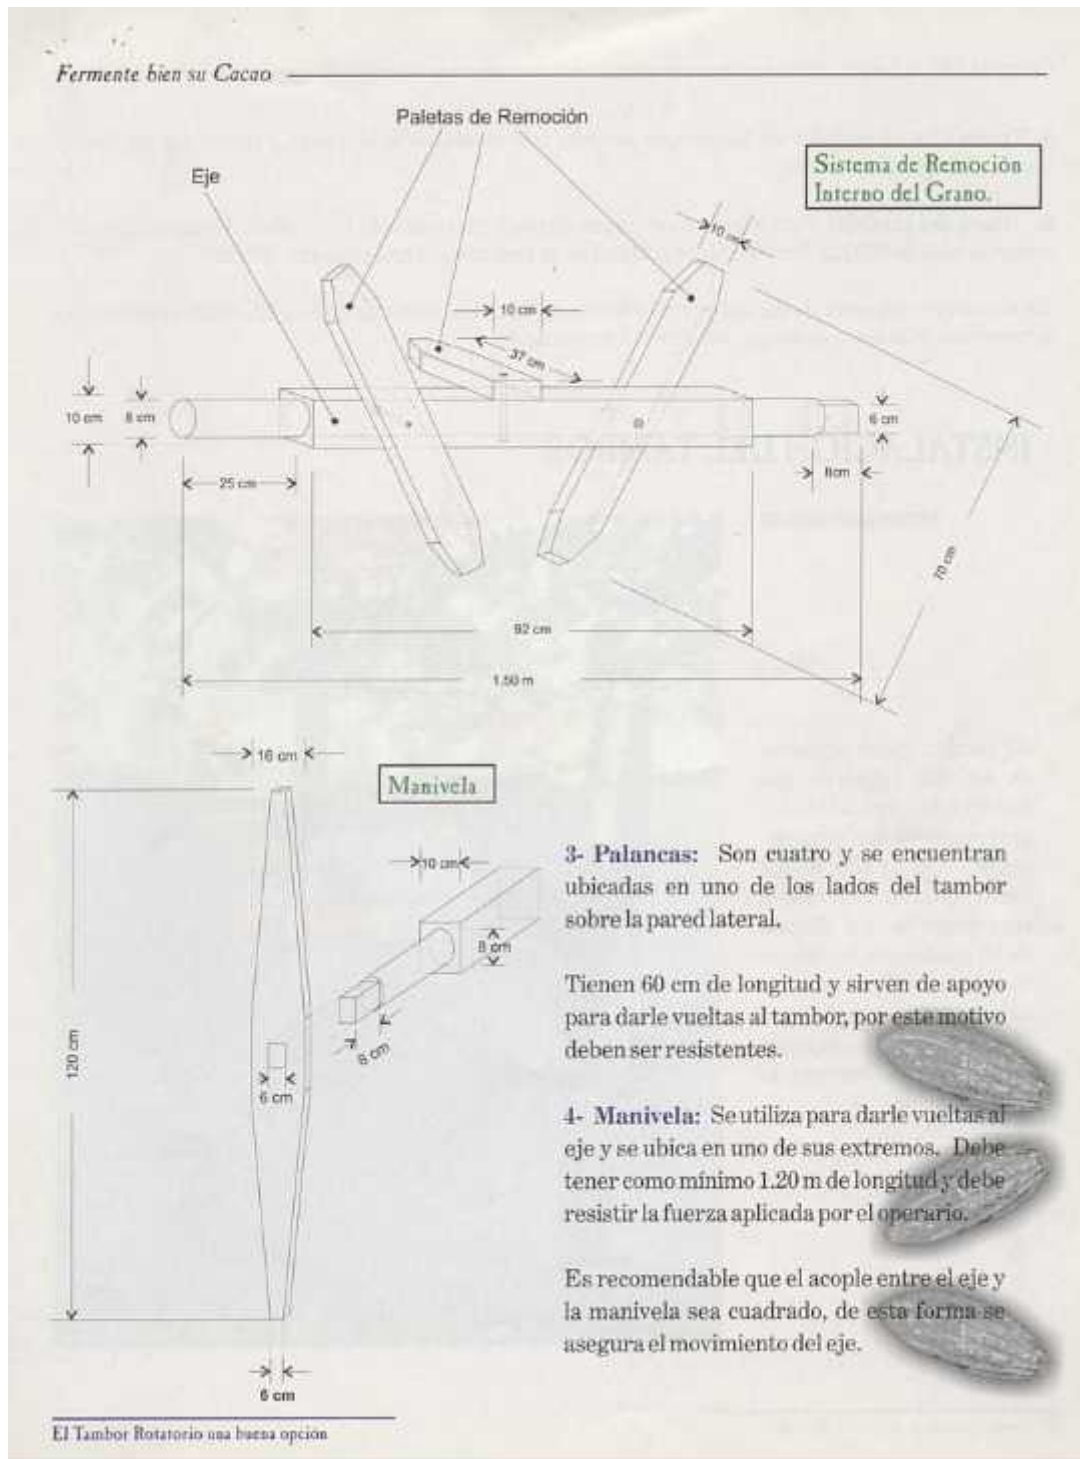 Fermente bien su Cacao
Paletas de Remoción
Sistema de Remoción
Interno del Grano.
Eje
10 cm
10 cm
37 cm
10 cm
8 cm
6 cm
25 cm
8cm
70 cm
92 cm
1.50 m
16 cm
Manivela
10 cm
8 cm
6 cm
120 cm
6 cm
6 cm
3- Palancas: Son cuatro y se encuentran
ubicadas en uno de los lados del tambor
sobre la pared lateral.
Tienen 60 cm de longitud y sirven de apoyo
para darle vueltas al tambor, por este motivo
deben ser resistentes.
4- Manivela: Se utiliza para darle vueltas al
eje y se ubica en uno de sus extremos. Debe
tener como mínimo 1.20 m de longitud y debe
resistir la fuerza aplicada por el operario.
Es recomendable que el acople entre el eje y
la manivela sea cuadrado, de esta forma se
asegura el movimiento del eje.
El Tambor Rotatorio una buena opción